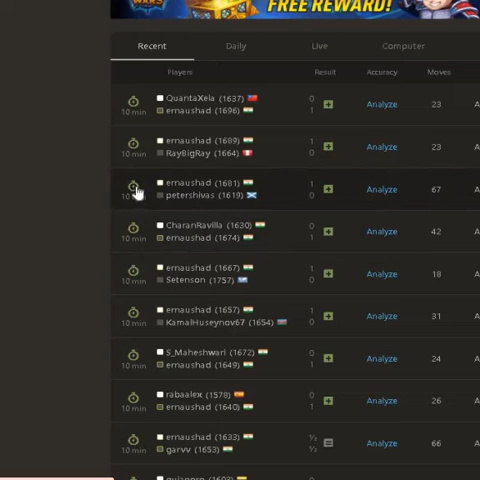 WARS FREE REWARD!
Recent Daily Live Computer
Players Result Accuracy Moves
QuantaXela (1637) 0
10 min ernaushad (1696) 1 Analyze 23 A
ernaushad (1689) 1
10 min RayBigRay (1664) 0 Analyze 23
ernaushad (1681) 1
10 petershivas (1619) 0 Analyze 67 A
CharanRavilla (1630) 0
10 min ernaushad (1674) 1 Analyze 42 A
ernaushad (1667) 1
10 min Setenson (1757) 0 Analyze 18 A
ernaushad (1657) 1
10 min KamalHuseynov67 (1654) 0 Analyze 31 A
S_Maheshwari (1672) 0
10 min ernaushad (1649) 1 Analyze 24 A
rabaalex (1578) 0
10 min ernaushad (1640) 1 Analyze 26 A
ernaushad (1633) ½
10 min garvv (1653) ½ Analyze 66 A